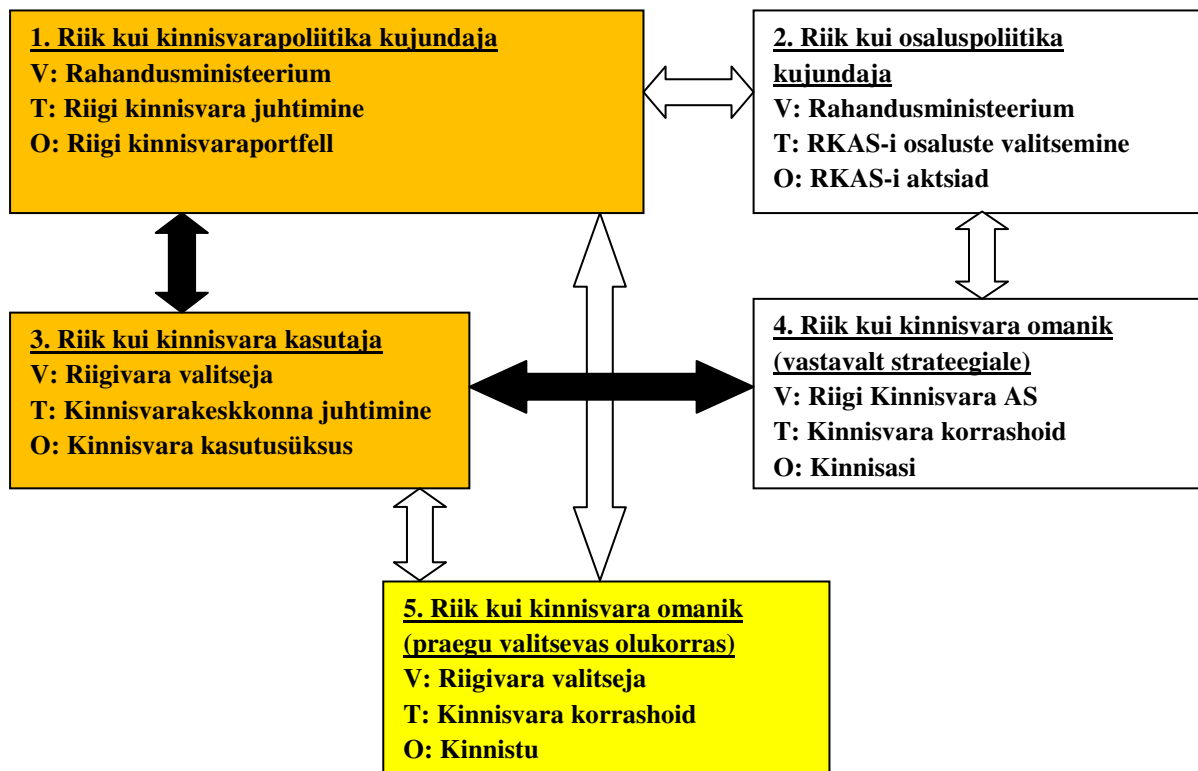 1. Riik kui kinnisvarapoliitika kujundaja
V: Rahandusministeerium
T: Riigi kinnisvara juhtimine
O: Riigi kinnisvaraportfell
2. Riik kui osaluspoliitika
kujundaja
V: Rahandusministeerium
T: RKAS-i osaluste valitsemine
O: RKAS-i aktsiad
3. Riik kui kinnisvara kasutaja
V: Riigivara valitseja
T: Kinnisvarakeskkonna juhtimine
O: Kinnisvara kasutusüksus
4. Riik kui kinnisvara omanik
(vastavalt strateegiale)
V: Riigi Kinnisvara AS
T: Kinnisvara korrashoid
O: Kinnisasi
5. Riik kui kinnisvara omanik
(praegu valitsevas olukorras)
V: Riigivara valitseja
T: Kinnisvara korrashoid
O: Kinnistu